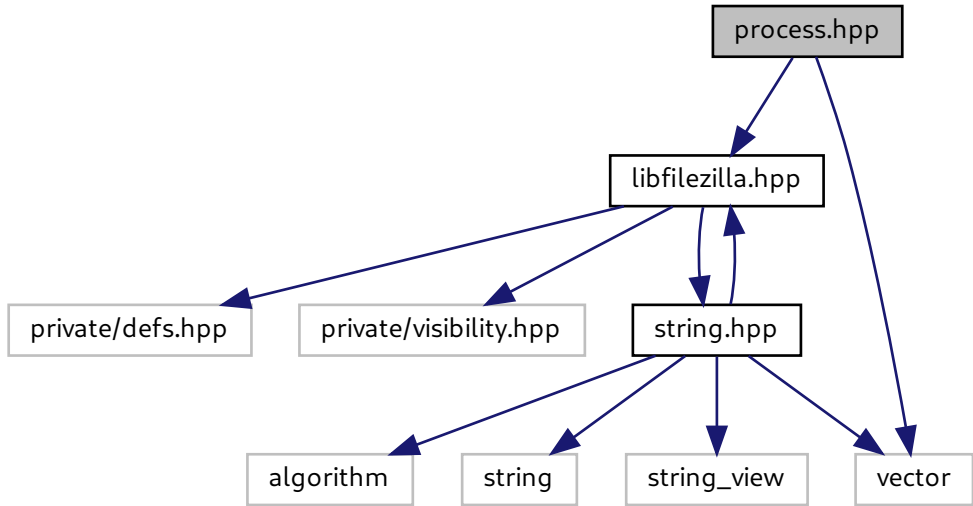 process.hpp
libfilezilla.hpp
private/defs.hpp
private/visibility.hpp
string.hpp
algorithm
string
string_view
vector